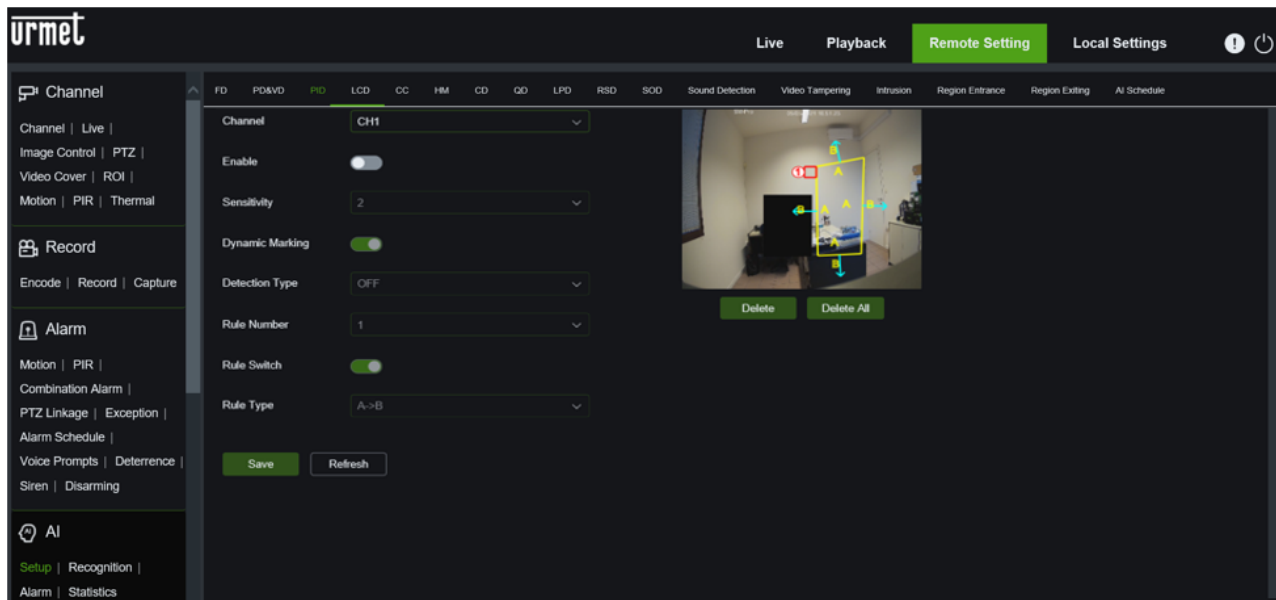 urmet
Live Playback Remote Setting Local Settings
Channel
Channel | Live |
Image Control | PTZ |
Video Cover | ROI |
Motion | PIR | Thermal
Record
Encode | Record | Capture
Alarm
Motion | PIR |
Combination Alarm |
PTZ Linkage | Exception |
Alarm Schedule |
Voice Prompts | Deterrence |
Siren | Disarming
AI
Setup | Recognition |
Alarm | Statistics
FD PD&VD PID LCD CC HM CD QD LPD RSD SOD Sound Detection Video Tampering Intrusion Region Entrance Region Exiting AI Schedule
Channel CH1
Enable
Sensitivity 2
Dynamic Marking
Detection Type OFF
Rule Number 1
Rule Switch
Rule Type A->B
Save Refresh
B
1 A
B A A B
A
B
Delete Delete All